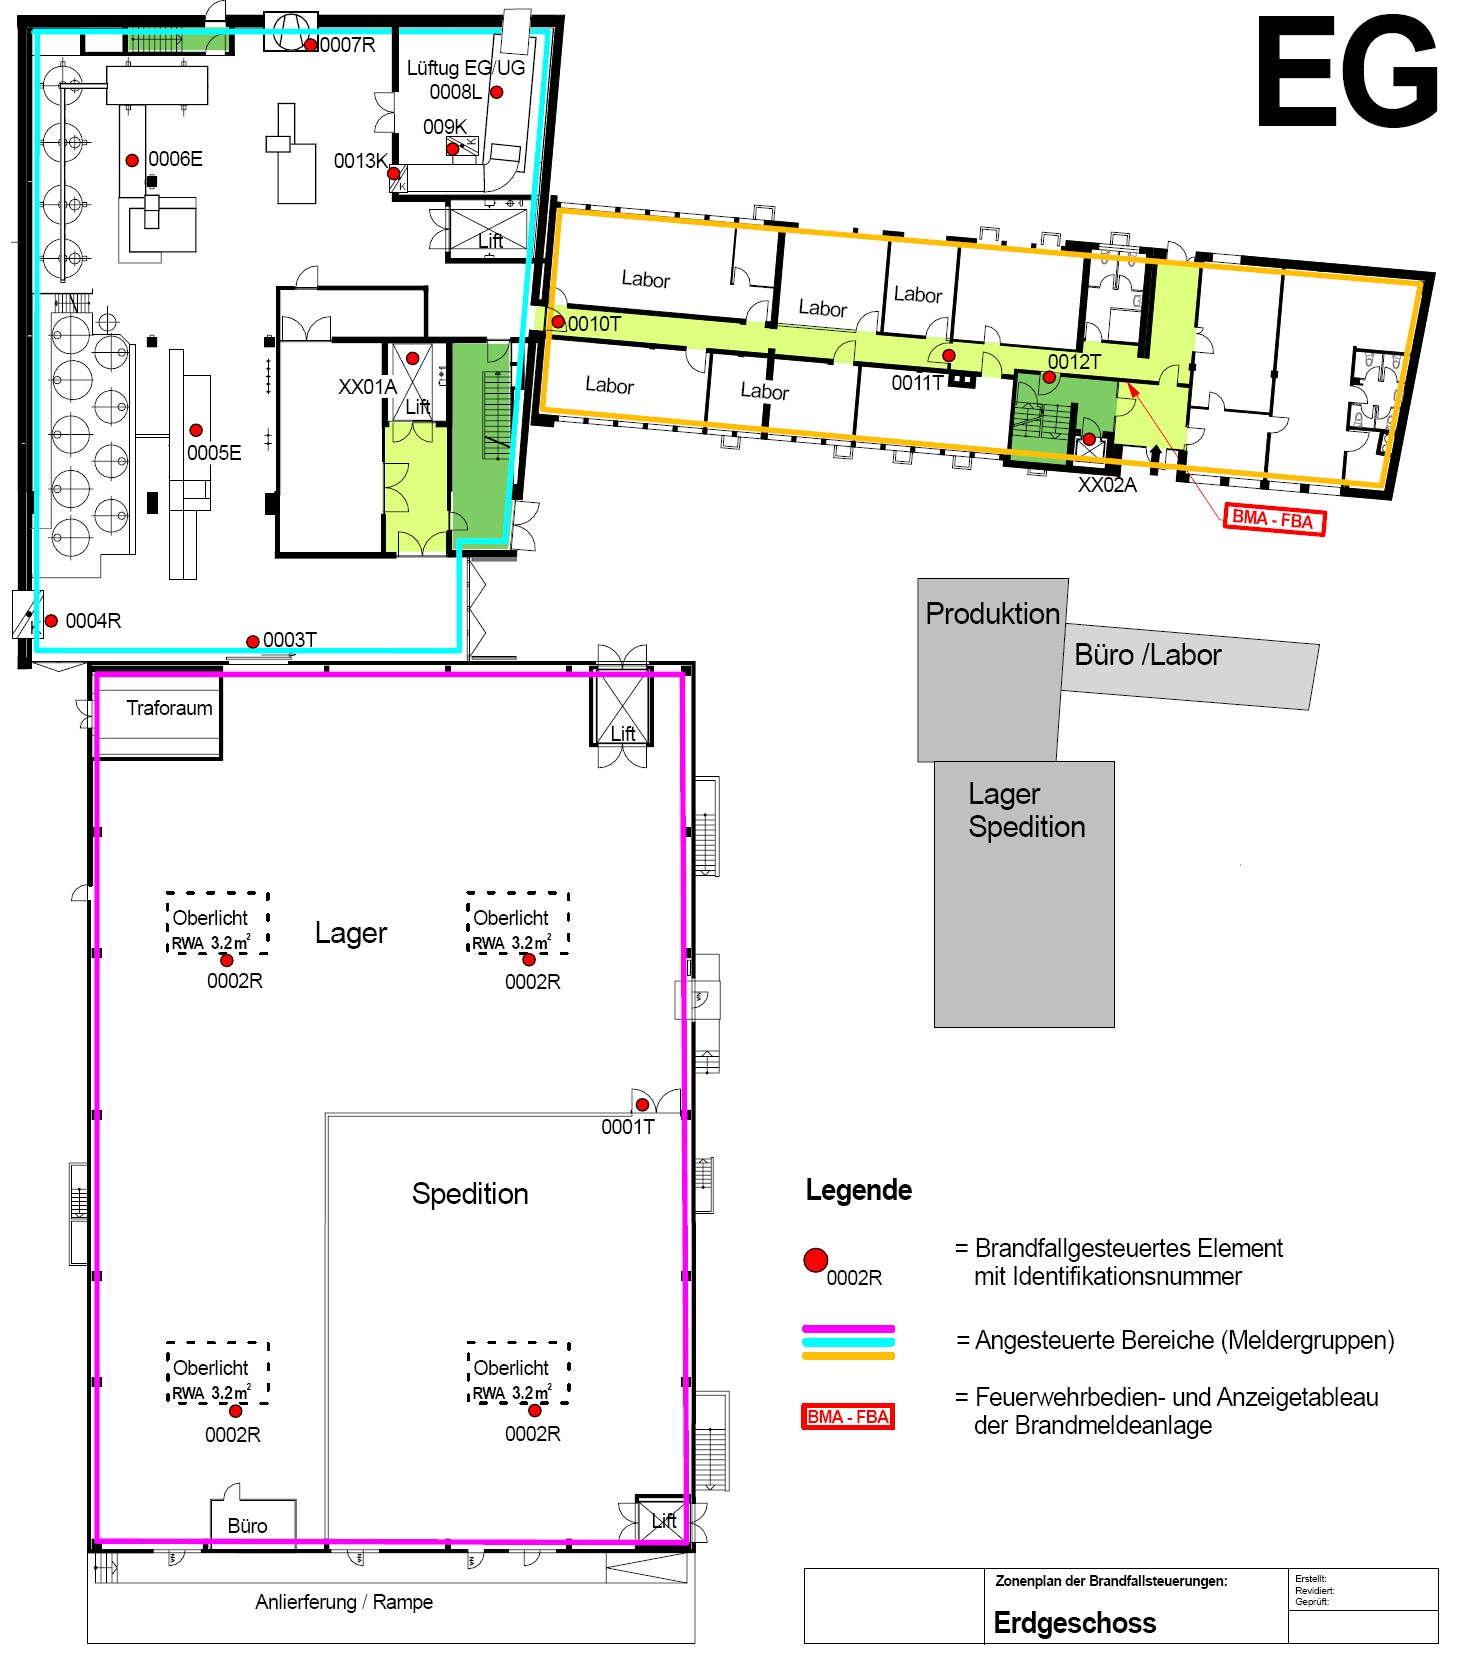 EG
0007R
Lüftug EG/UG
0008L
009K
K
0013K
K
0006E
Lift
Labor
Labor
Labor
0010T
0011T
0012T
XX01A
Lift
Labor
Labor
0005E
XX02A
BMA - FBA
0004R
K
0003T
Produktion
Büro /Labor
Lager
Spedition
Traforaum
Lift
Oberlicht
RWA 3.2m²
0002R
Lager
Oberlicht
RWA 3.2m²
0002R
0001T
Spedition
Oberlicht
RWA 3.2m²
0002R
Oberlicht
RWA 3.2m²
0002R
Büro
Lift
Anlierferung / Rampe
Legende
0002R
= Brandfallgesteuertes Element
mit Identifikationsnummer
= Angesteuerte Bereiche (Meldergruppen)
BMA - FBA
= Feuerwehrbedien- und Anzeigetableau
der Brandmeldeanlage
Zonenplan der Brandfallsteuerungen:
Erdgeschoss
Erstellt:
Revidiert:
Geprüft: